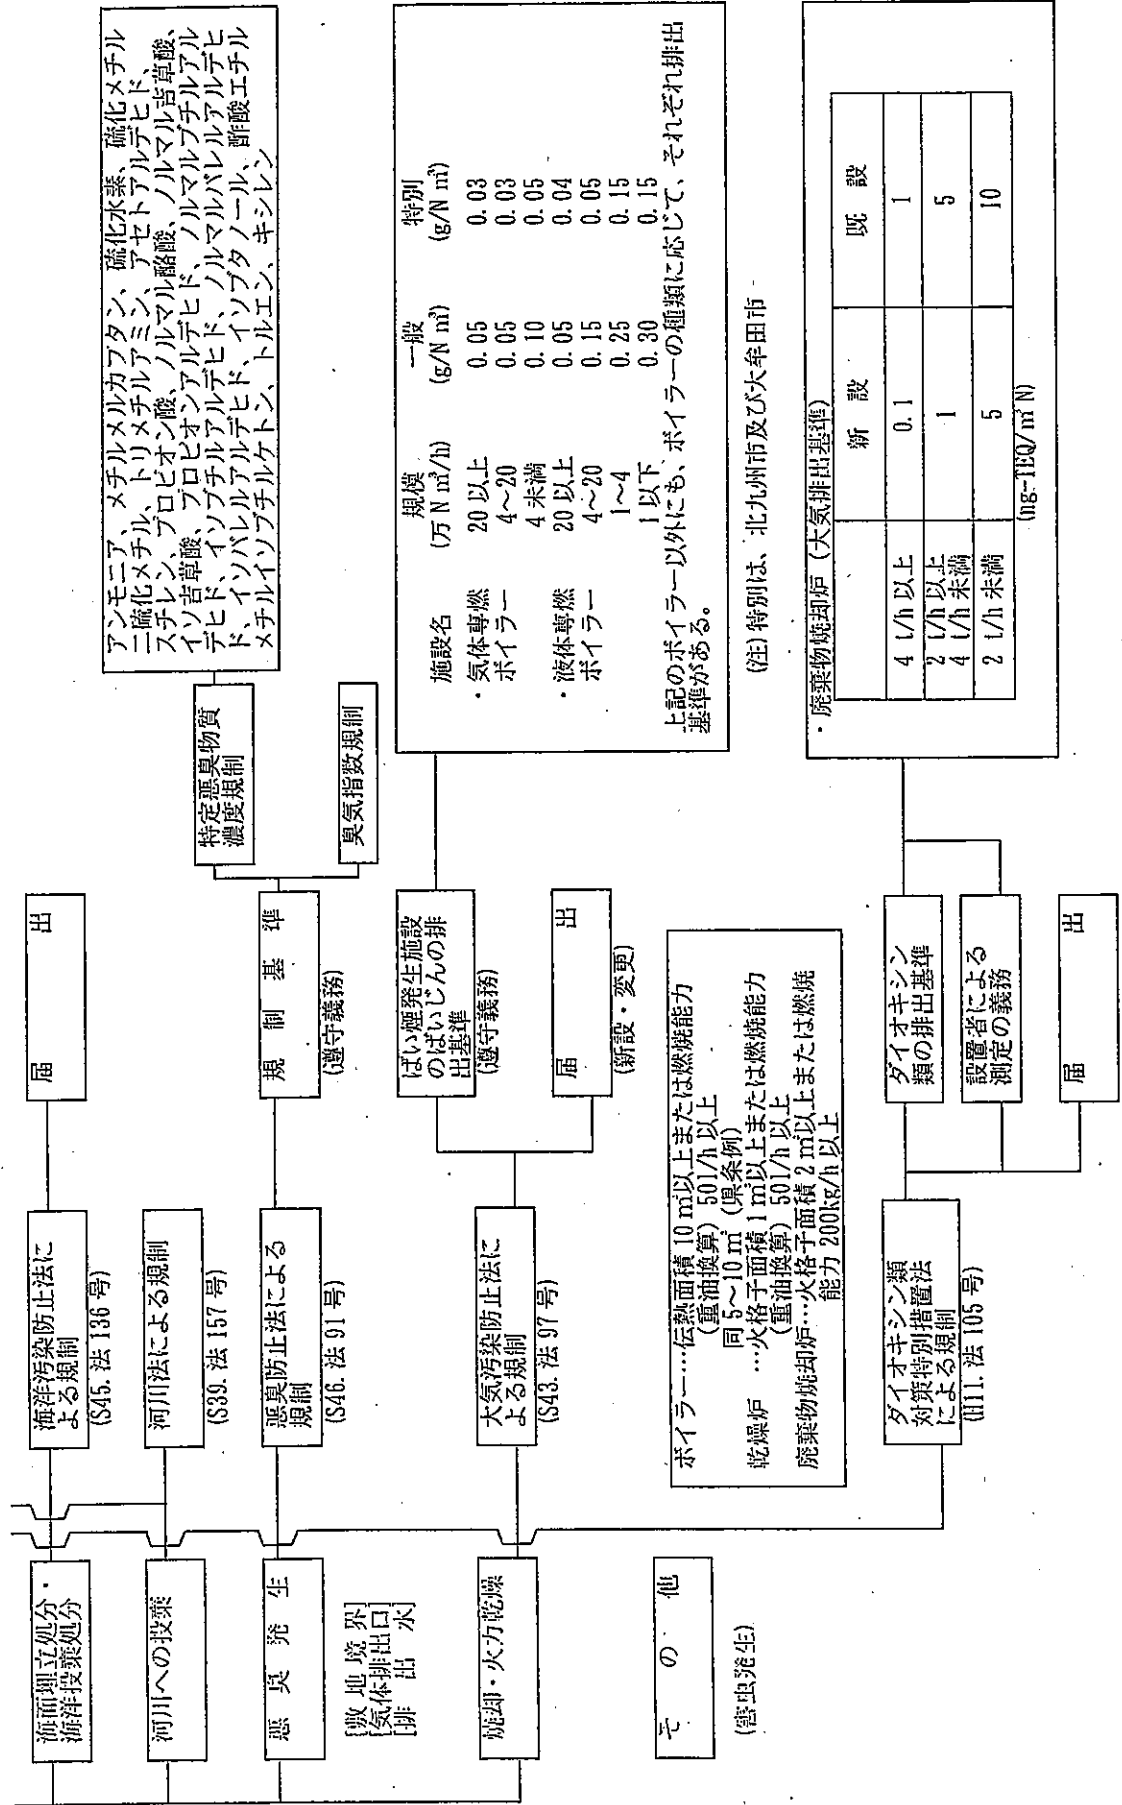 海面埋立処分・
海洋投棄処分
海洋汚染防止法に
よる規制
(S45. 法 136 号)
届出
河川への投棄
河川法による規制
(S39. 法 157 号)
悪臭発生
[敷地境界]
[気体排出口]
[排出水]
悪臭防止法による
規制
(S46. 法 91 号)
規制基準
(遵守義務)
特定悪臭物質
濃度規制
アンモニア、メチルメルカプタン、硫化水素、硫化メチル
二硫化メチル、トリメチルアミン、アセトアルデヒド、
スチレン、プロピオン酸、ノルマル酪酸、ノルマル吉草酸、
イソ吉草酸、プロピオンアルデヒド、ノルマルブチルアル
デヒド、イソブチルアルデヒド、ノルマルバレルアルデヒ
ド、イソバレルアルデヒド、イソブタノール、酢酸エチル
メチルイソブチルケトン、トルエン、キシレン
臭気指数規制
焼却・火力乾燥
大気汚染防止法に
よる規制
(S43. 法 97 号)
ばい煙発生施設
のばいじんの排
出基準
(遵守義務)
届出
(新設・変更)
施設名 規模 一般 特別
(万 N ㎥/h) (g/N ㎥) (g/N ㎥)
・気体専燃 20 以上 0.05 0.03
ボイラー 4～20 0.05 0.03
4 未満 0.10 0.05
・液体専燃 20 以上 0.05 0.04
ボイラー 4～20 0.15 0.05
1～4 0.25 0.15
1 以下 0.30 0.15
上記のボイラー以外にも、ボイラーの種類に応じて、それぞれ排出
基準がある。
(注) 特別は、北九州市及び大牟田市
ボイラー…伝熱面積 10 ㎡以上または燃焼能力
(重油換算) 50l/h 以上
同 5～10 ㎡ (県条例)
乾燥炉 …火格子面積 1 ㎡以上または燃焼能力
(重油換算) 50l/h 以上
廃棄物焼却炉…火格子面積 2 ㎡以上または燃焼
能力 200kg/h 以上
その他
(害虫発生)
ダイオキシン類
対策特別措置法
による規制
(H11. 法 105 号)
ダイオキシン
類の排出基準
設置者による
測定の義務
届出
・廃棄物焼却炉 (大気排出基準)
新設 既設
4 t/h 以上 0.1 1
2 t/h 以上
4 t/h 未満 1 5
2 t/h 未満 5 10
(ng-TEQ/㎥ N)